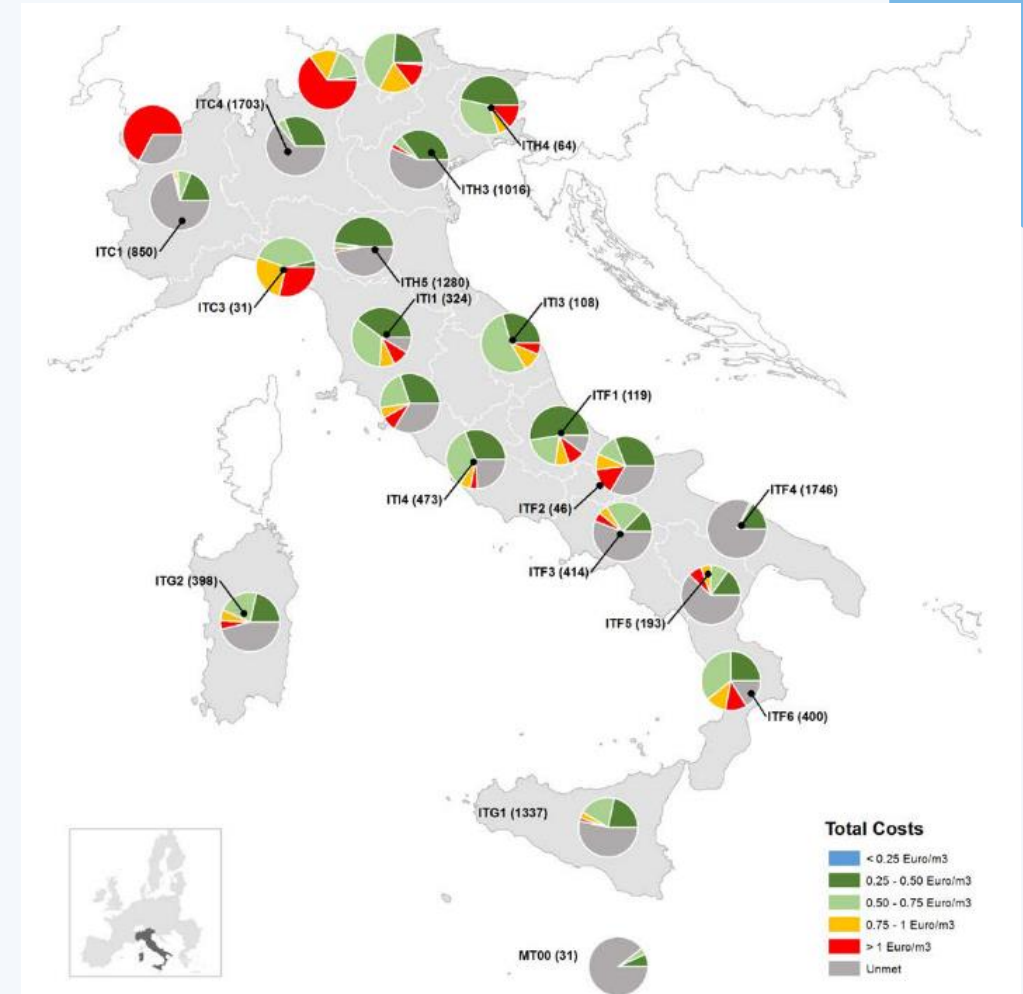 ITC4 (1703)
ITH4 (64)
ITH3 (1016)
ITC1 (850)
ITH5 (1280)
ITI1 (324)
ITI3 (108)
ITC3 (31)
ITF1 (119)
ITI4 (473)
ITF2 (46)
ITF4 (1746)
ITF3 (414)
ITG2 (398)
ITF5 (193)
ITF6 (400)
ITG1 (1337)
MT00 (31)
Total Costs
< 0.25 Euro/m3
0.25 - 0.50 Euro/m3
0.50 - 0.75 Euro/m3
0.75 - 1 Euro/m3
> 1 Euro/m3
Unmet